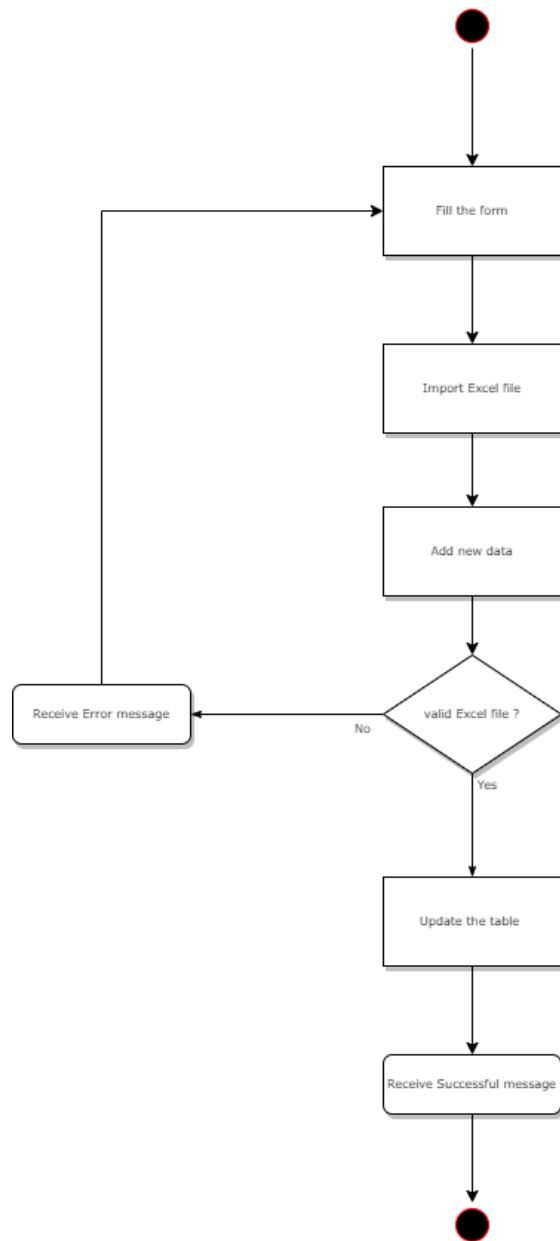 Fill the form
Import Excel file
Add new data
valid Excel file ?
Receive Error message
No
Yes
Update the table
Receive Successful message